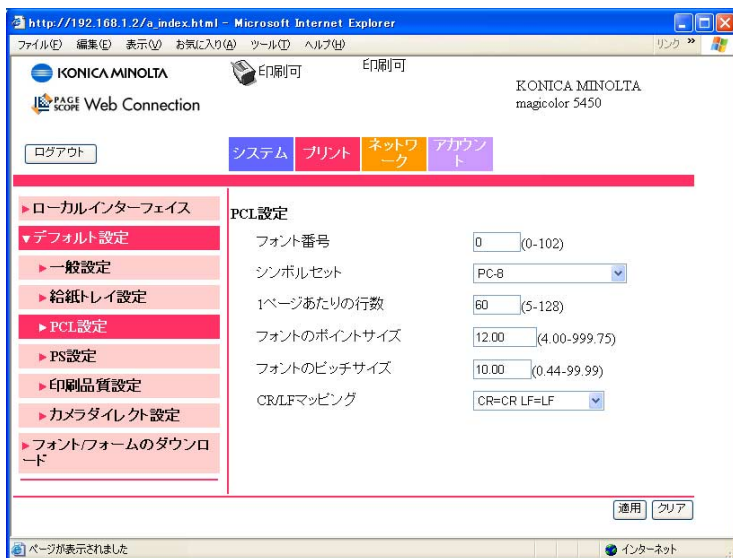 http://192.168.1.2/a_index.html - Microsoft Internet Explorer
ファイル(F) 編集(E) 表示(V) お気に入り(A) ツール(T) ヘルプ(H) リンク »
KONICA MINOLTA
印刷可
印刷可
KONICA MINOLTA
magicolor 5450
PAGE SCOPE Web Connection
ログアウト
システム
プリント
ネットワ
ーク
アカウン
ト
ローカルインターフェイス
デフォルト設定
一般設定
給紙トレイ設定
PCL設定
PS設定
印刷品質設定
カメラダイレクト設定
フォント/フォームのダウンロ
ード
PCL設定
フォント番号 0 (0-102)
シンボルセット PC-8
1ページあたりの行数 60 (5-128)
フォントのポイントサイズ 12.00 (4.00-999.75)
フォントのピッチサイズ 10.00 (0.44-99.99)
CR/LFマッピング CR=CR LF=LF
適用 クリア
ページが表示されました インターネット